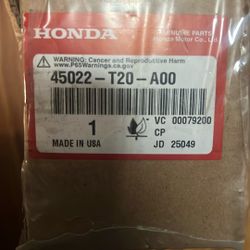 HONDA
GENUINE PARTS
Honda Motor Co., Ltd.
WARNING: Cancer and Reproductive Harm
www.P65Warnings.ca.gov
45022-T20-A00
1
VC 00079200
CP
MADE IN USA
JD 25049